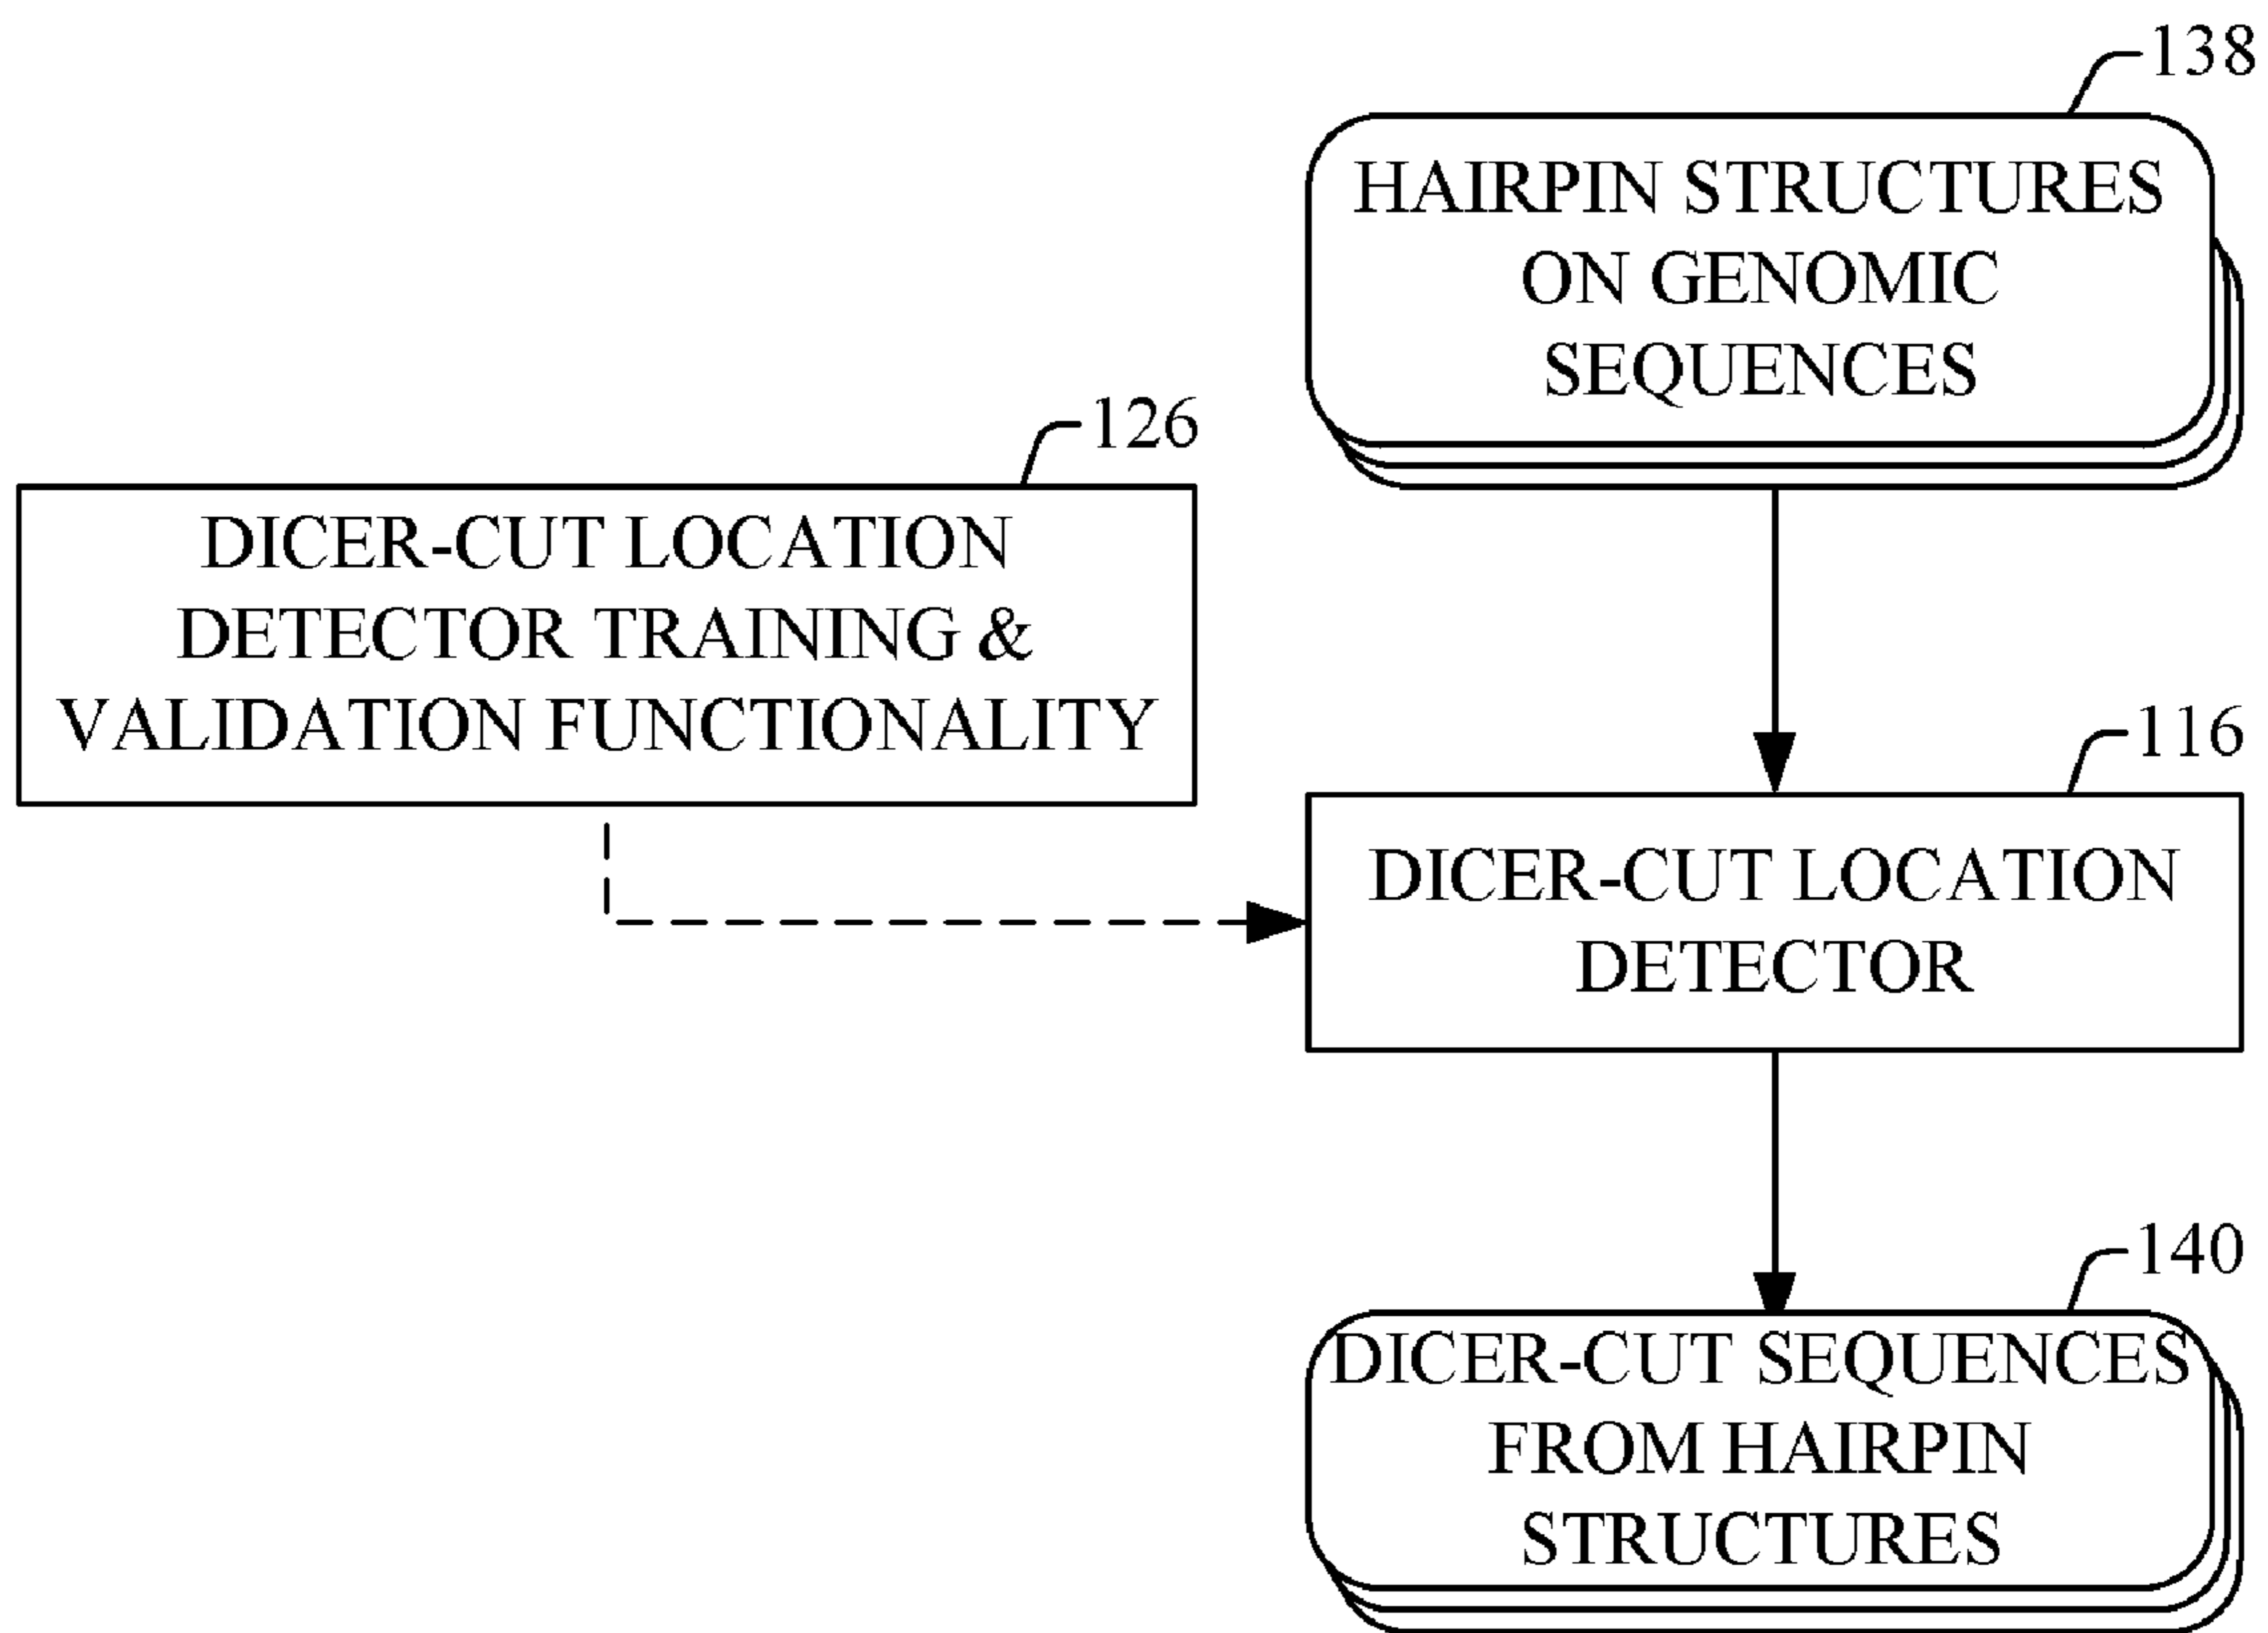 138
HAIRPIN STRUCTURES
ON GENOMIC
SEQUENCES
126
DICER-CUT LOCATION
DETECTOR TRAINING &
VALIDATION FUNCTIONALITY
116
DICER-CUT LOCATION
DETECTOR
140
DICER-CUT SEQUENCES
FROM HAIRPIN
STRUCTURES